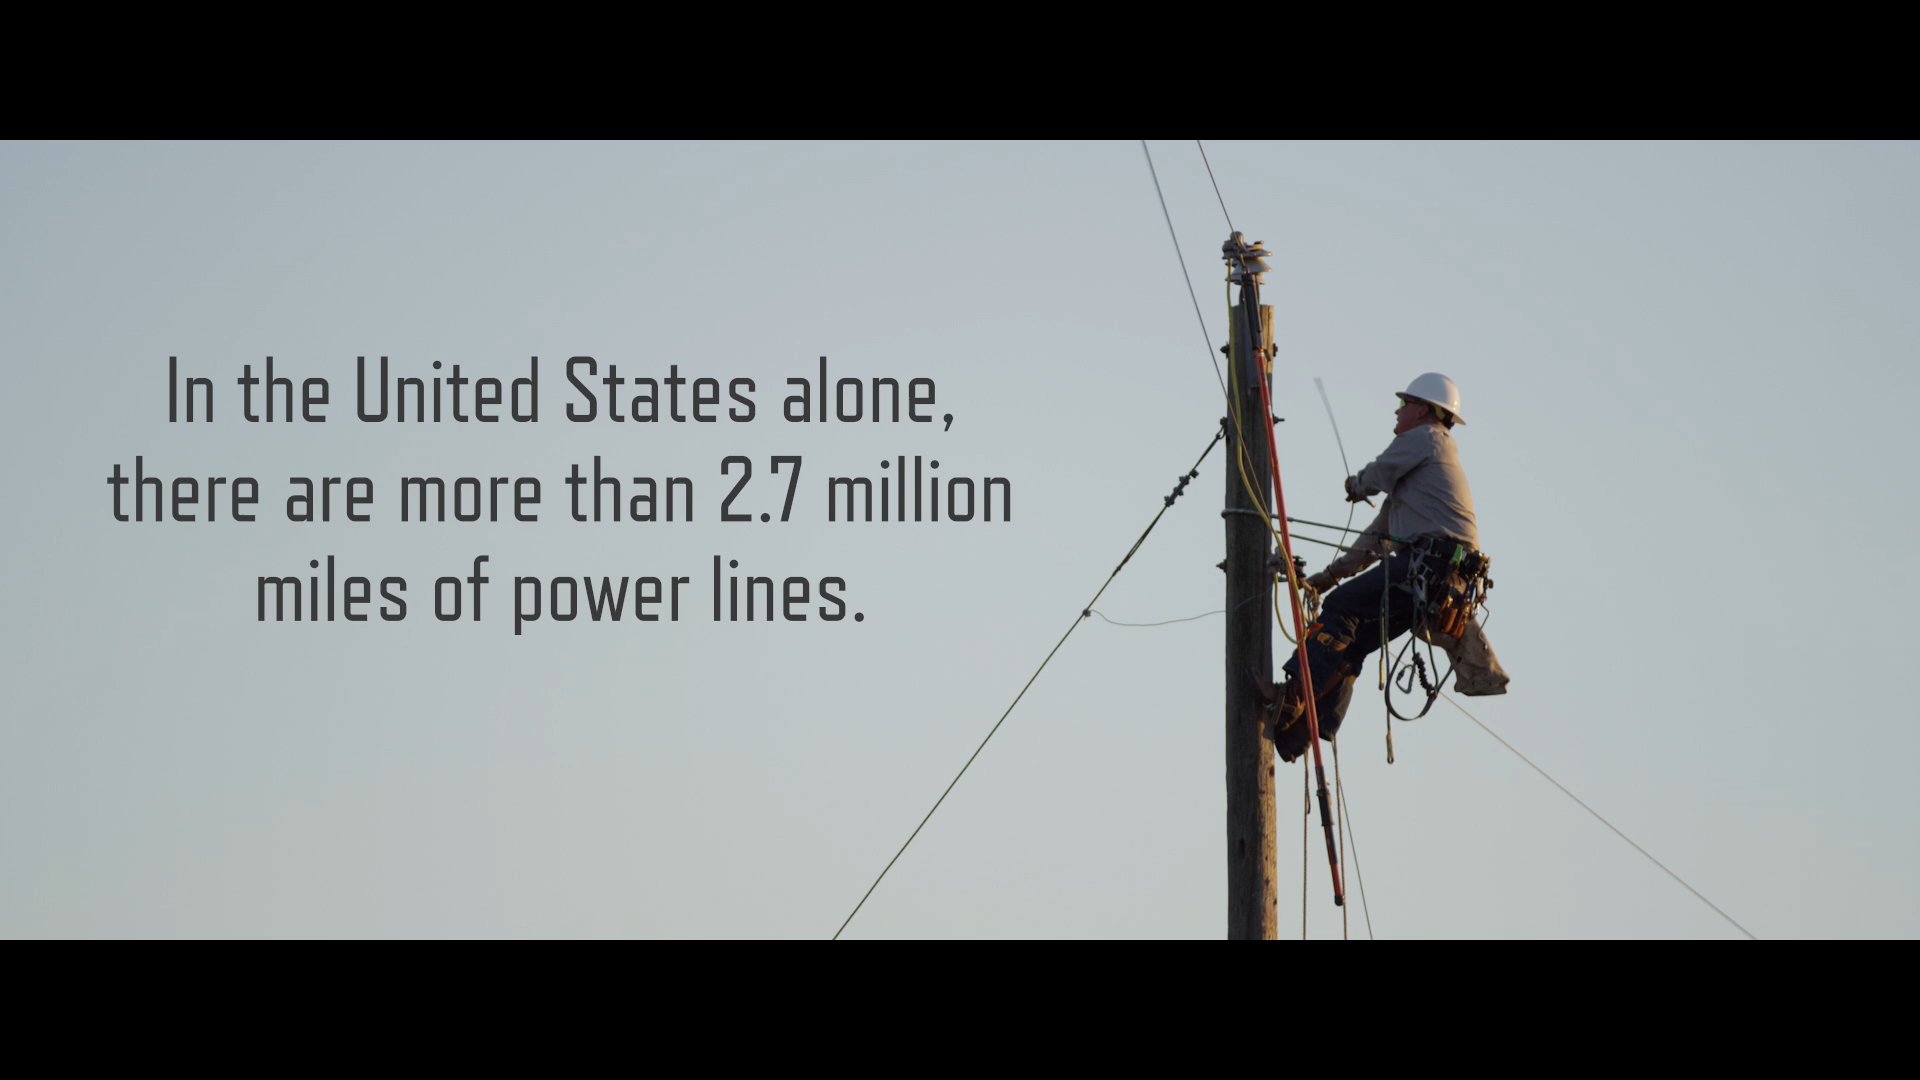 In the United States alone,
there are more than 2.7 million
miles of power lines.